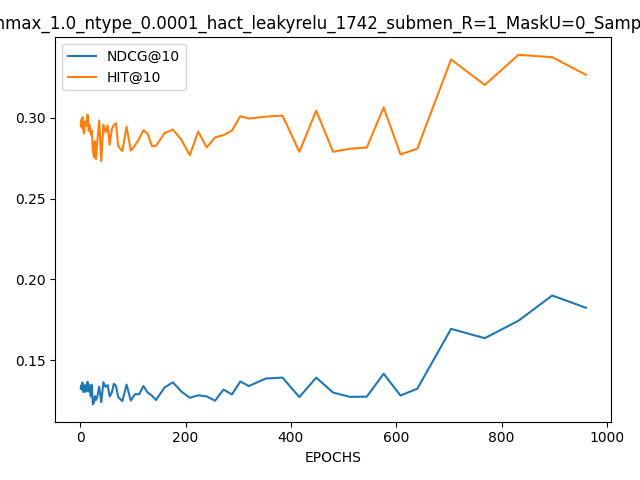 nmax_1.0_ntype_0.0001_hact_leakyrelu_1742_submen_R=1_MaskU=0_Samp
NDCG@10
HIT@10
0.30
0.25
0.20
0.15
0 200 400 600 800 1000
EPOCHS